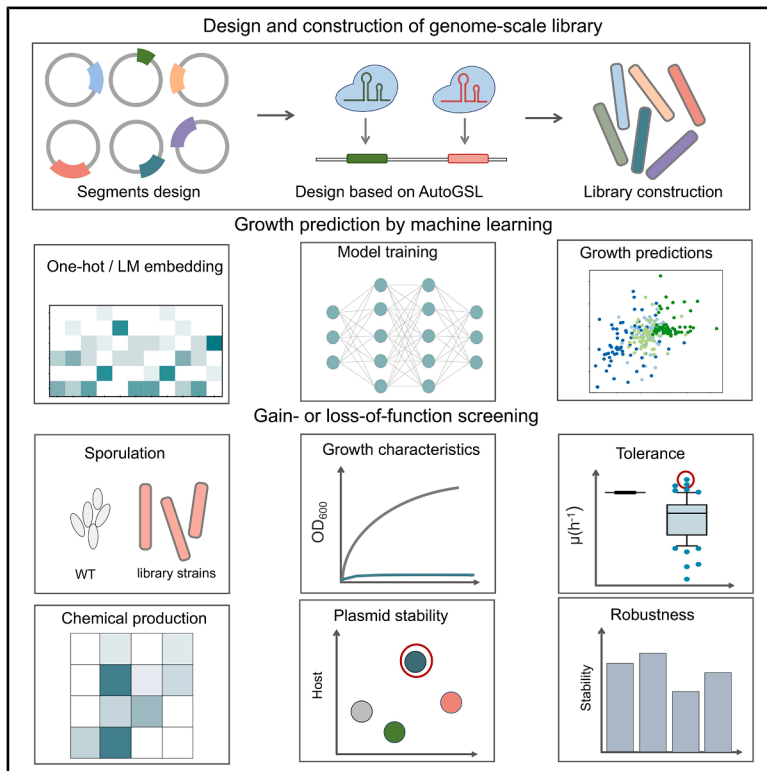 Design and construction of genome-scale library
Segments design
Design based on AutoGSL
Library construction
Growth prediction by machine learning
One-hot / LM embedding
Model training
Growth predictions
Gain- or loss-of-function screening
Sporulation
WT
library strains
Growth characteristics
OD600
Tolerance
μ(h-1)
Chemical production
Plasmid stability
Host
Robustness
Stability